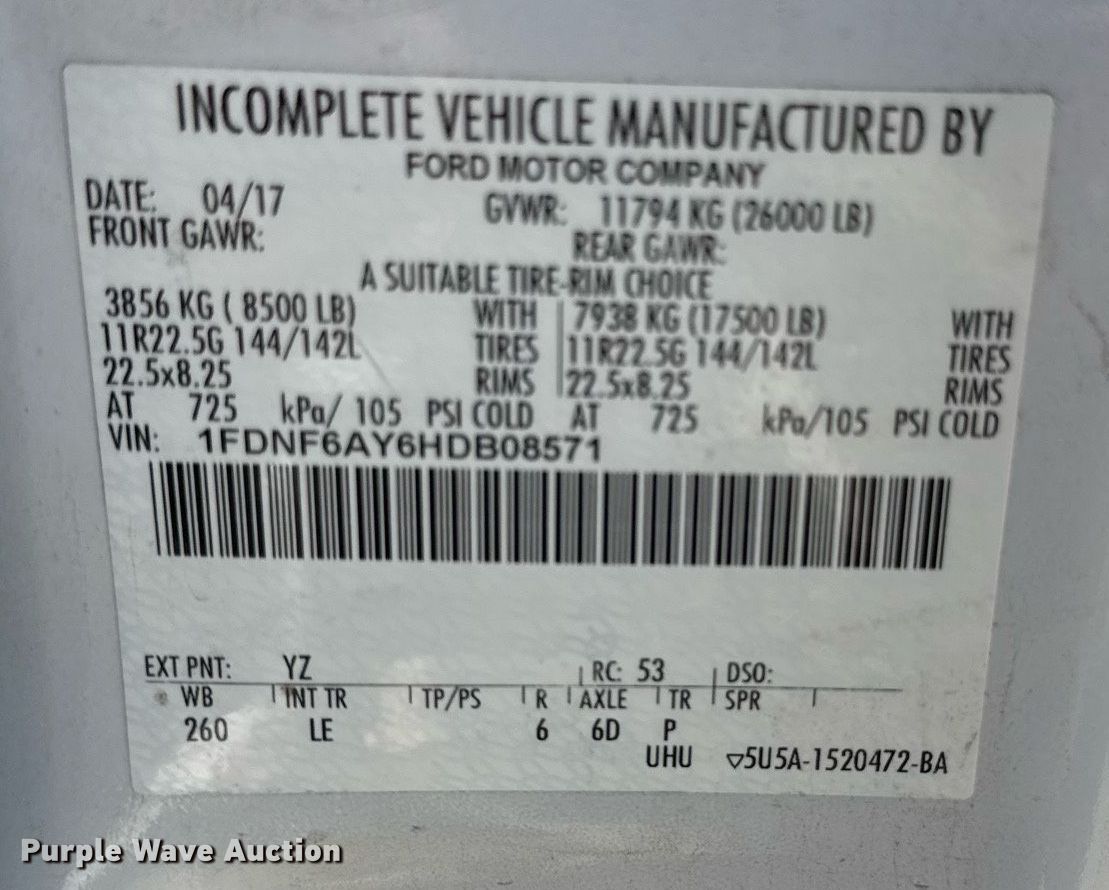 INCOMPLETE VEHICLE MANUFACTURED BY
FORD MOTOR COMPANY
DATE: 04/17 GVWR: 11794 KG (26000 LB)
FRONT GAWR: REAR GAWR:
A SUITABLE TIRE-RIM CHOICE
3856 KG ( 8500 LB) WITH 7938 KG (17500 LB) WITH
11R22.5G 144/142L TIRES 11R22.5G 144/142L TIRES
22.5x8.25 RIMS 22.5x8.25 RIMS
AT 725 kPa/ 105 PSI COLD AT 725 kPa/105 PSI COLD
VIN: 1FDNF6AY6HDB08571
EXT PNT: YZ RC: 53 DSO:
WB INT TR TP/PS R AXLE TR SPR
260 LE 6 6D P
UHU ▽5U5A-1520472-BA
Purple Wave Auction